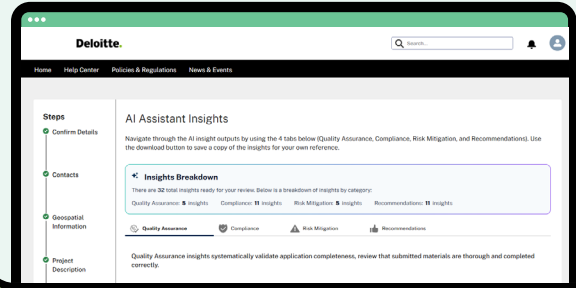 Deloitte.
Search...
Home Help Center Policies & Regulations News & Events
Steps
Confirm Details
Contacts
Geospatial
Information
Project
Description
AI Assistant Insights
Navigate through the AI insight outputs by using the 4 tabs below (Quality Assurance, Compliance, Risk Mitigation, and Recommendations). Use
the download button to save a copy of the insights for your own reference.
Insights Breakdown
There are 32 total insights ready for your review. Below is a breakdown of insights by category:
Quality Assurance: 5 insights Compliance: 11 insights Risk Mitigation: 5 insights Recommendations: 11 insights
Quality Assurance Compliance Risk Mitigation Recommendations
Quality Assurance insights systematically validate application completeness, review that submitted materials are thorough and completed
correctly.